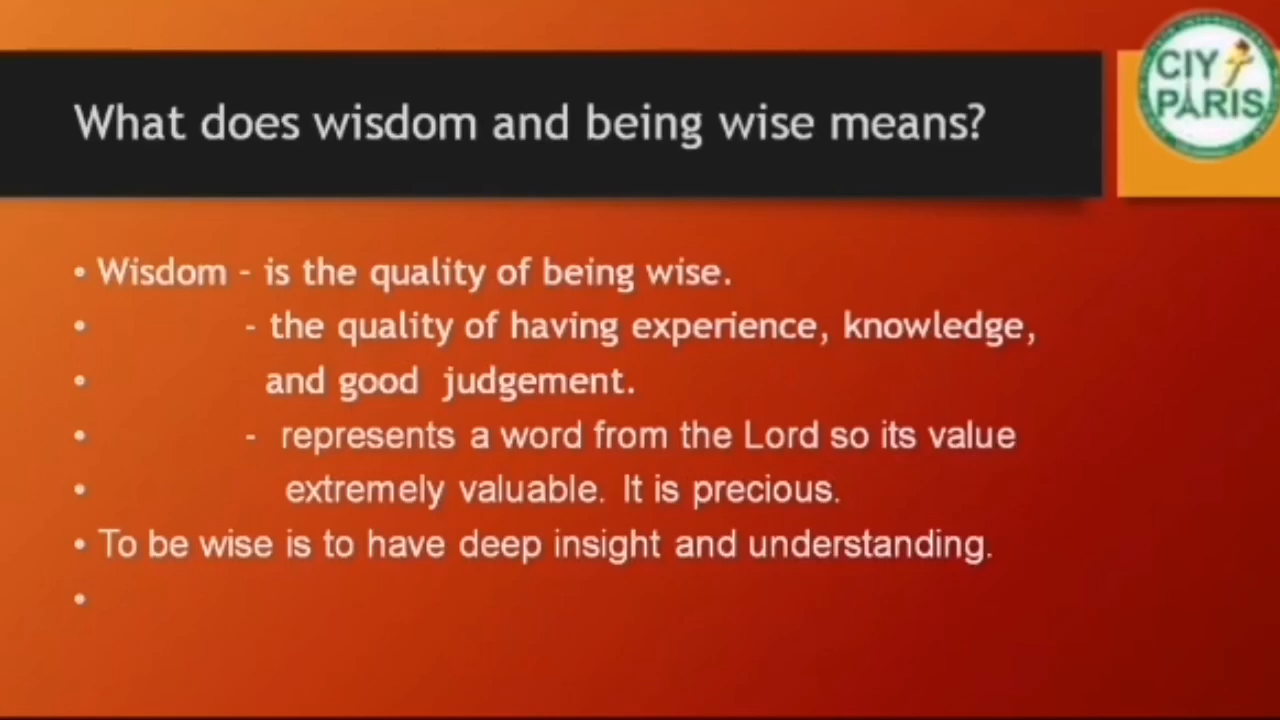 What does wisdom and being wise means?
CIY
PARIS
• Wisdom - is the quality of being wise.
• - the quality of having experience, knowledge,
• and good judgement.
• - represents a word from the Lord so its value
• extremely valuable. It is precious.
• To be wise is to have deep insight and understanding.
•